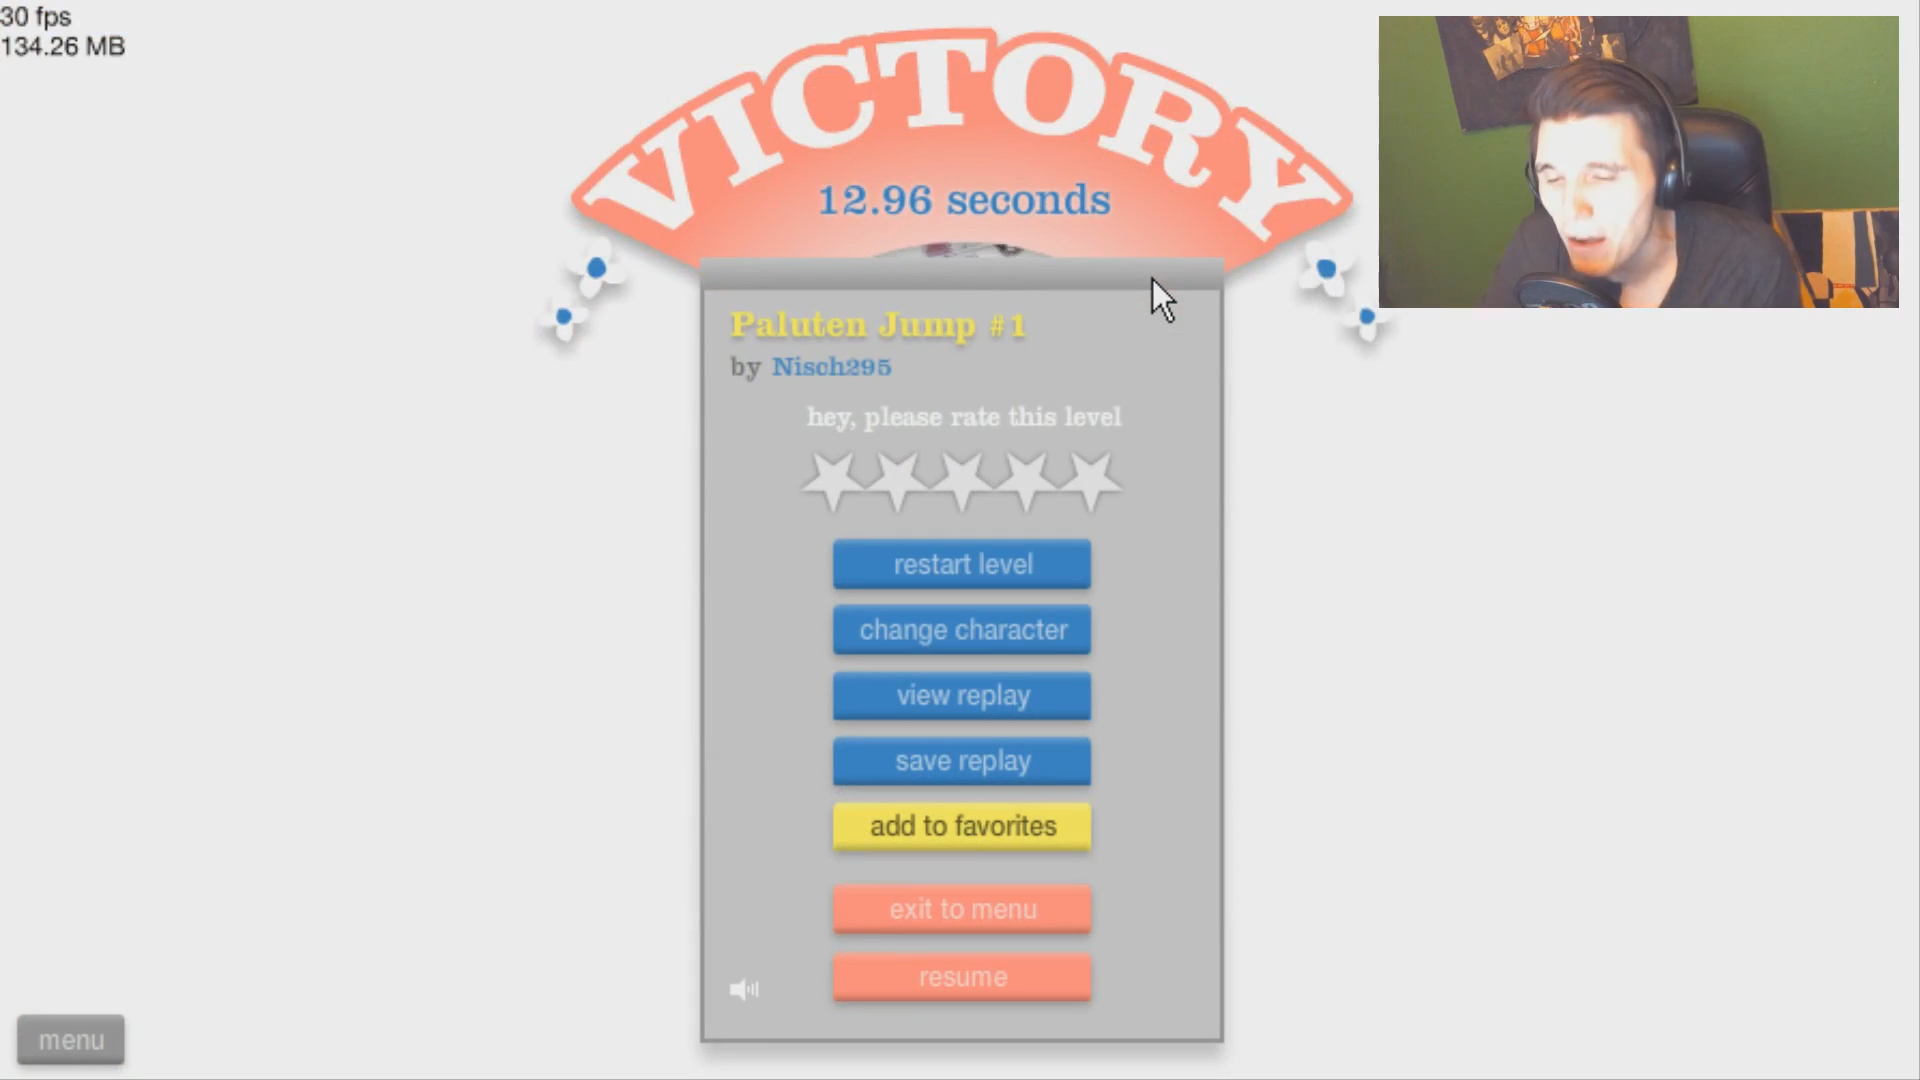 30 fps
134.26 MB
VICTORY
12.96 seconds
Paluten Jump #1
by Nisch295
hey, please rate this level
restart level
change character
view replay
save replay
add to favorites
exit to menu
resume
menu